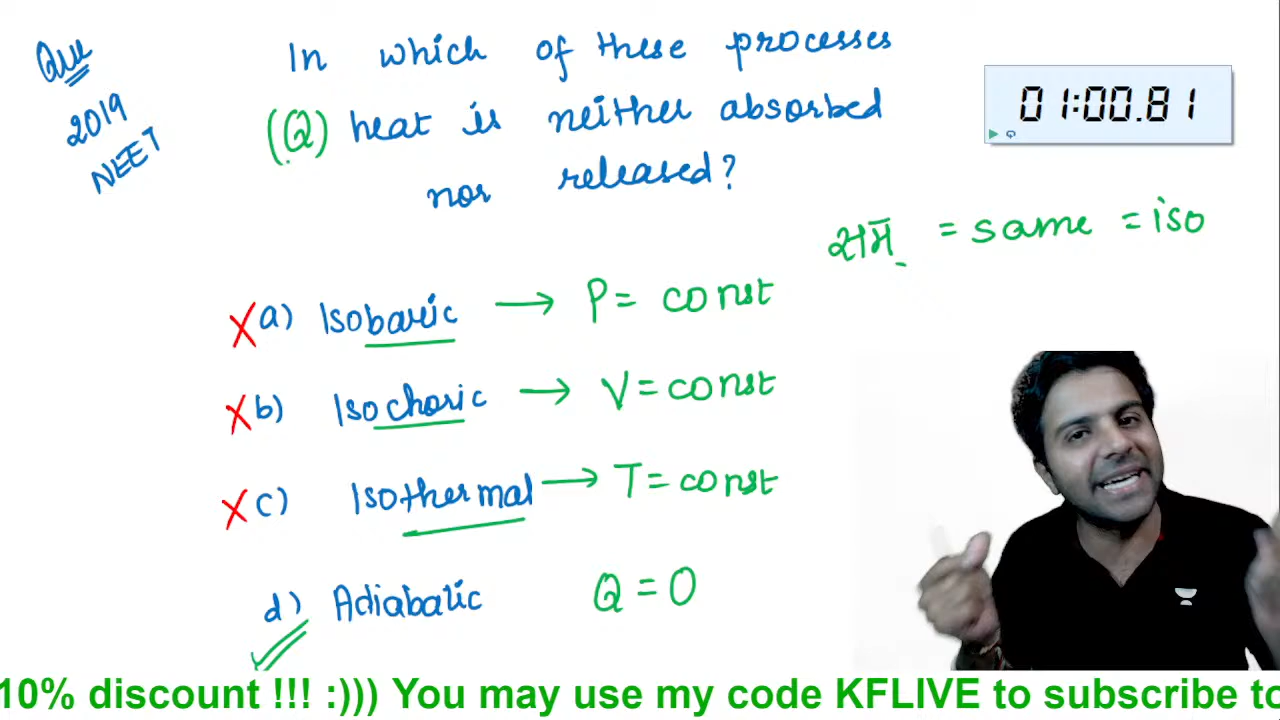 Que
2019
NEET
In which of these processes
(Q) heat is neither absorbed
nor released?
01:00.81
= same = iso
X a) Isobaric → P = const
X b) Isochoric → V = const
X c) Isothermal → T = const
d) Adiabatic Q = 0
10% discount !!! :))) You may use my code KFLIVE to subscribe to